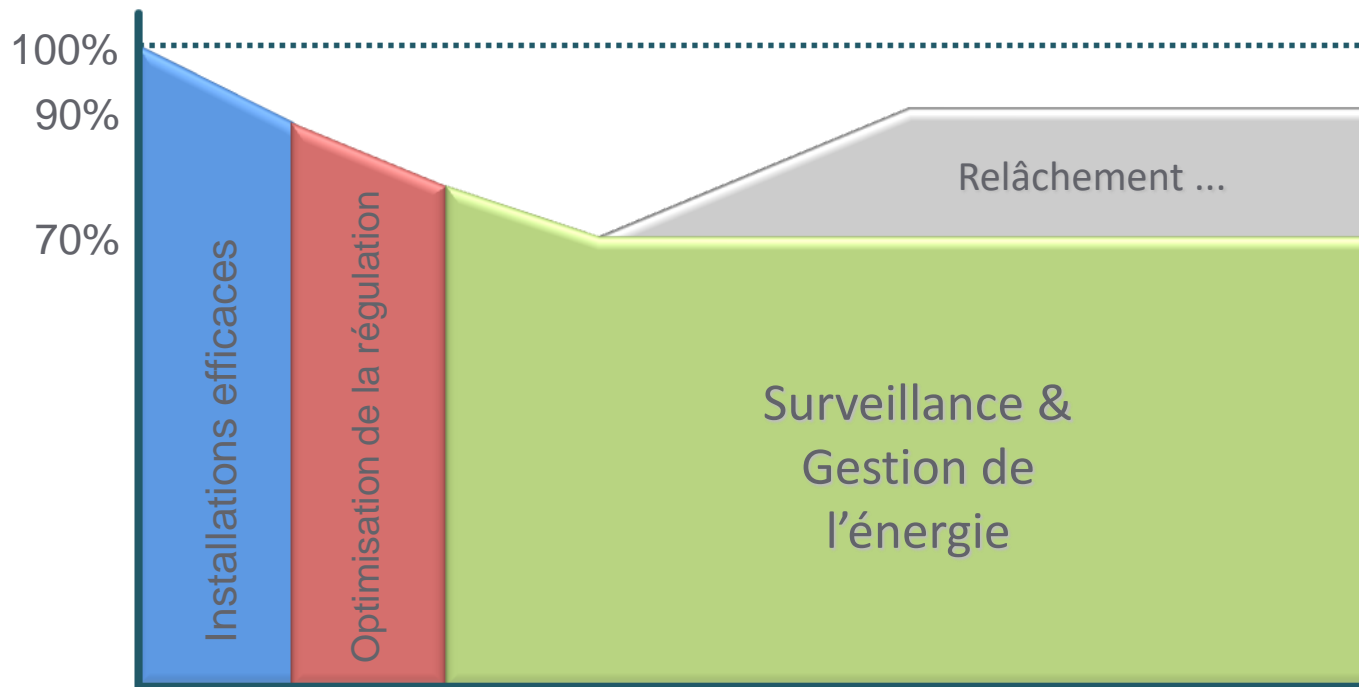 100%
90%
70%
Relâchement ...
Installations efficaces
Optimisation de la régulation
Surveillance &
Gestion de
l’énergie